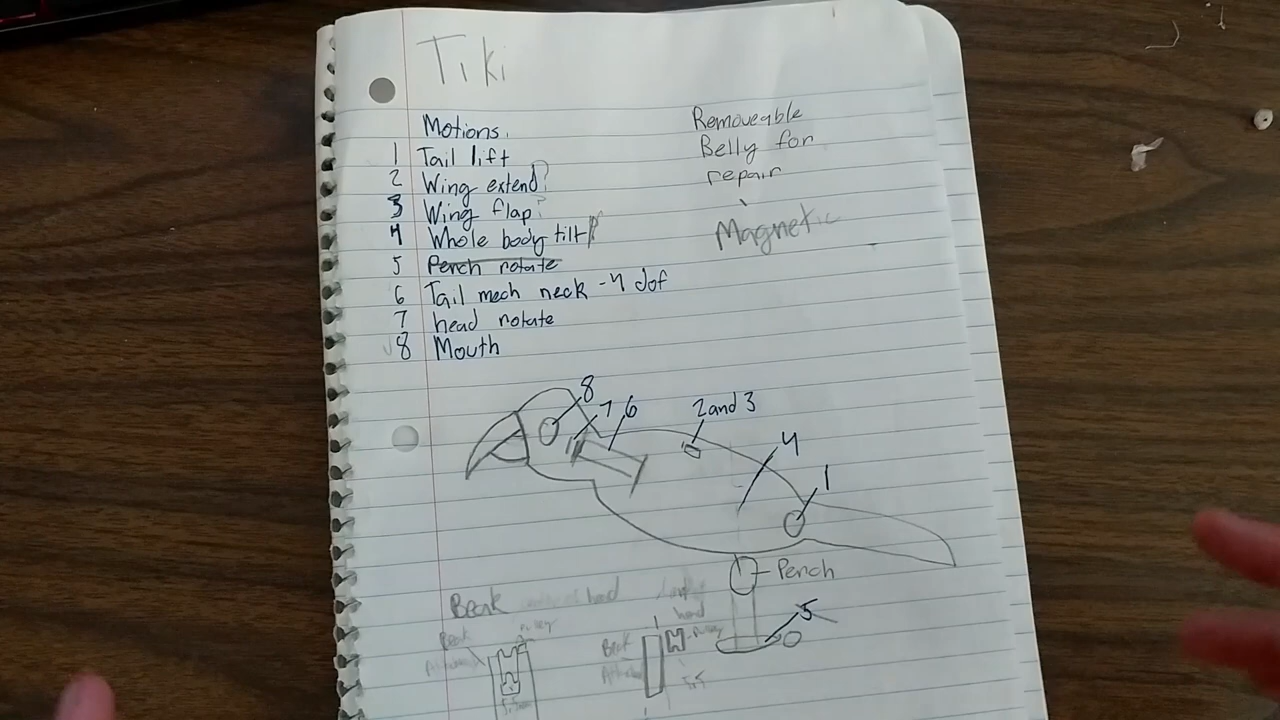 Tiki
Motions.
1 Tail lift
2 Wing extend?
3 Wing flap?
4 Whole body tilt
5 Perch rotate
6 Tail mech neck - 4 dof
7 head rotate
8 Mouth
Removeable
Belly for
repair
Magnetic
8
7 6
2 and 3
4
1
Perch
5
Beak
head
head
Beak
Beak